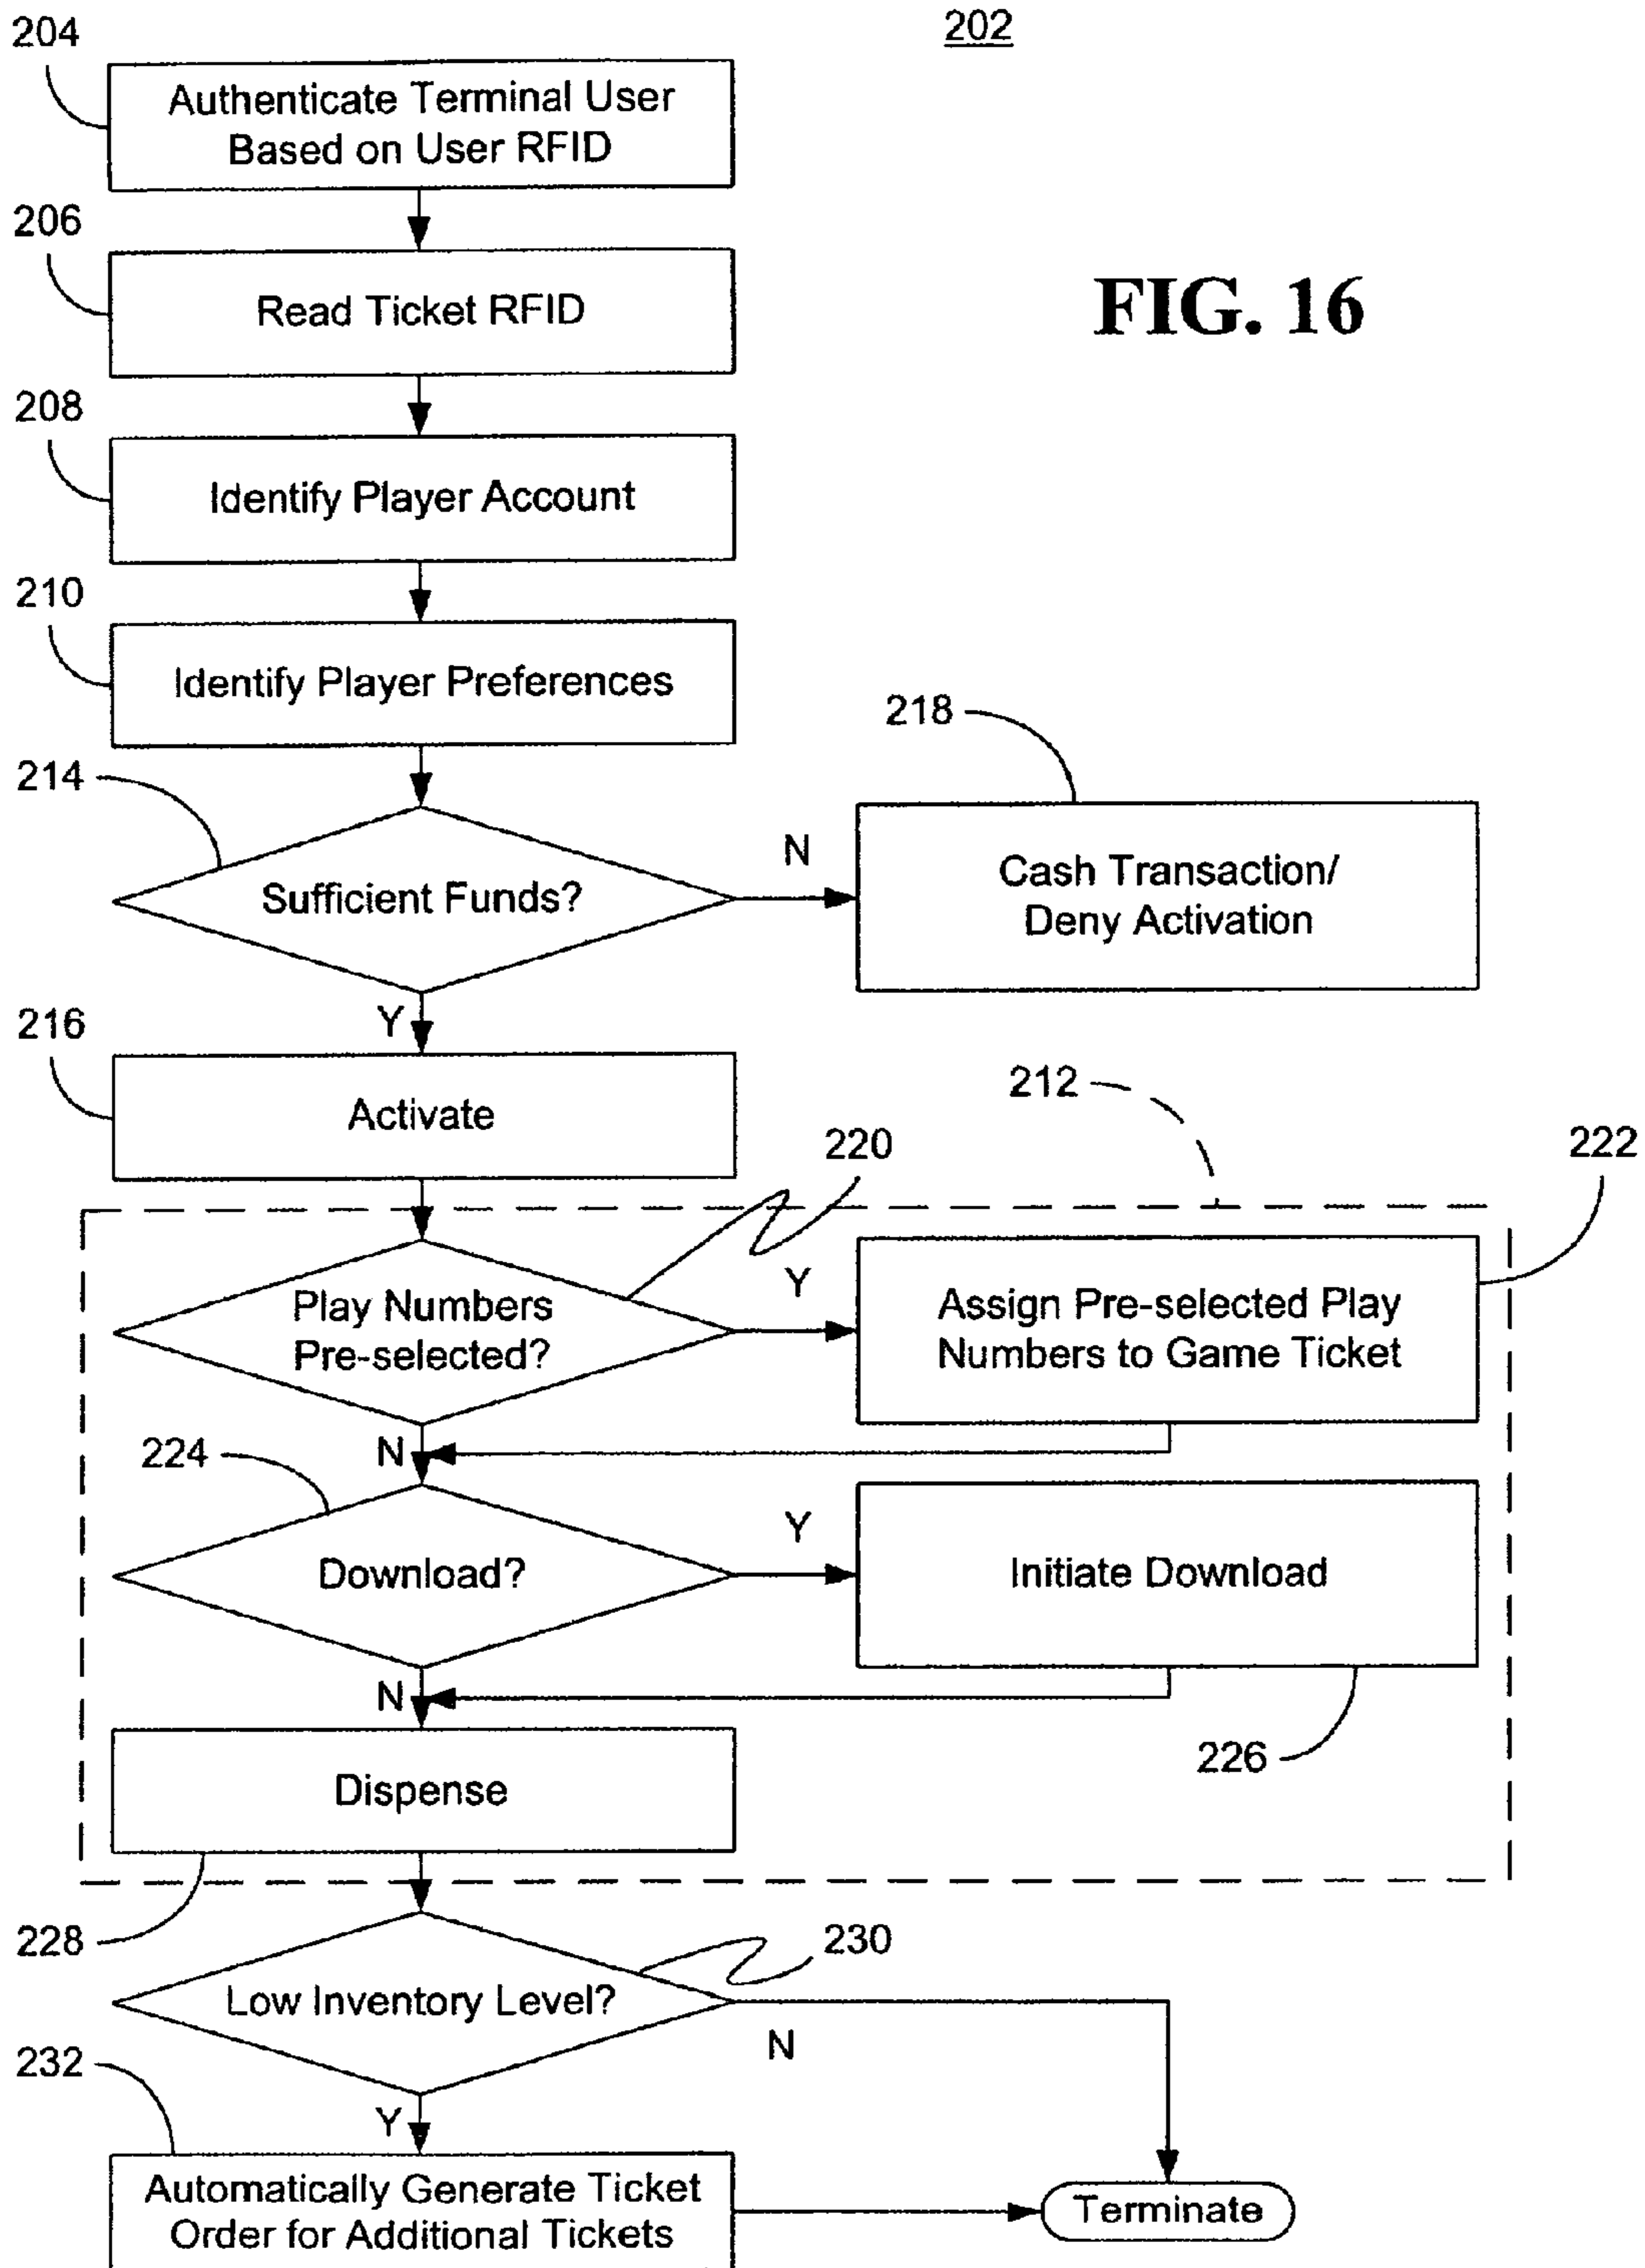 202
204
Authenticate Terminal User
Based on User RFID
206
Read Ticket RFID
FIG. 16
208
Identify Player Account
210
Identify Player Preferences
218
214
Sufficient Funds?
N
Cash Transaction/
Deny Activation
Y
216
Activate
212
220
222
Play Numbers
Pre-selected?
Y
Assign Pre-selected Play
Numbers to Game Ticket
N
224
Download?
Y
Initiate Download
N
226
Dispense
228
230
Low Inventory Level?
N
232
Y
Automatically Generate Ticket
Order for Additional Tickets
Terminate